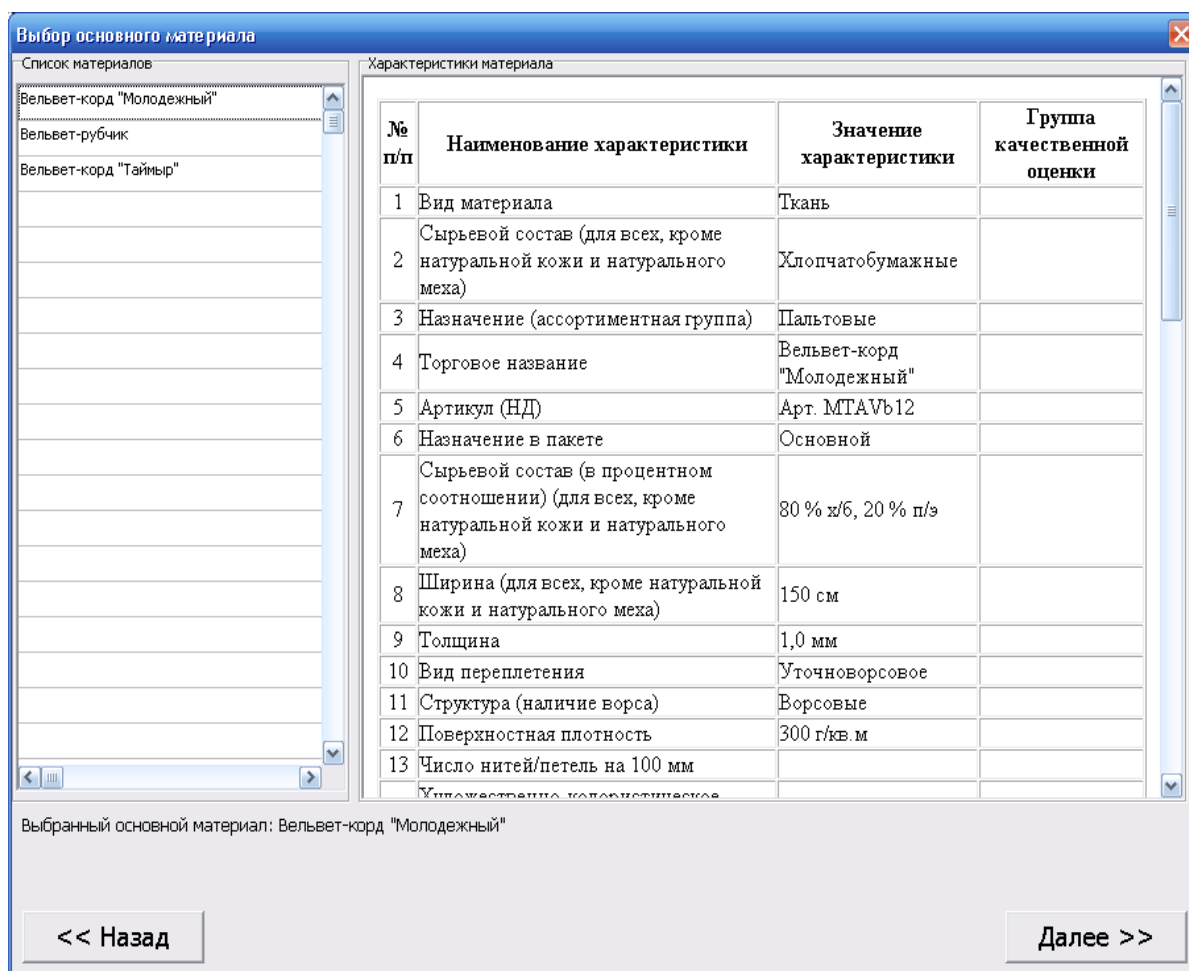 Выбор основного материала
Список материалов
Вельвет-корд "Молодежный"
Вельвет-рубчик
Вельвет-корд "Таймыр"
Характеристики материала
№ п/п Наименование характеристики Значение характеристики Группа качественной оценки
1 Вид материала Ткань
2 Сырьевой состав (для всех, кроме натуральной кожи и натурального меха) Хлопчатобумажные
3 Назначение (ассортиментная группа) Пальтовые
4 Торговое название Вельвет-корд "Молодежный"
5 Артикул (НД) Арт. МТАVb12
6 Назначение в пакете Основной
7 Сырьевой состав (в процентном соотношении) (для всех, кроме натуральной кожи и натурального меха) 80 % х/б, 20 % п/э
8 Ширина (для всех, кроме натуральной кожи и натурального меха) 150 см
9 Толщина 1,0 мм
10 Вид переплетения Уточноворсовое
11 Структура (наличие ворса) Ворсовые
12 Поверхностная плотность 300 г/кв.м
13 Число нитей/петель на 100 мм
Художественно-колористическое
Выбранный основной материал: Вельвет-корд "Молодежный"
<< Назад
Далее >>